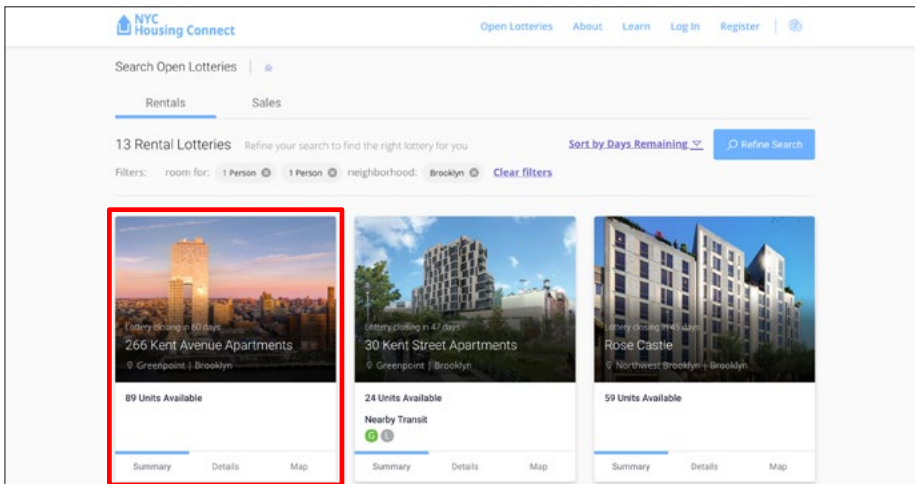 NYC
Housing Connect
Open Lotteries About Learn Log In Register
Search Open Lotteries
Rentals Sales
13 Rental Lotteries Refine your search to find the right lottery for you Sort by Days Remaining Refine Search
Filters: room for: 1 Person 1 Person neighborhood: Brooklyn Clear filters
Lottery closing in 60 days
266 Kent Avenue Apartments
Greenpoint | Brooklyn
89 Units Available
Summary Details Map
Lottery closing in 47 days
30 Kent Street Apartments
Greenpoint | Brooklyn
24 Units Available
Nearby Transit
G L
Summary Details Map
Lottery closing in 45 days
Rose Castle
Northwest Brooklyn | Brooklyn
59 Units Available
Summary Details Map